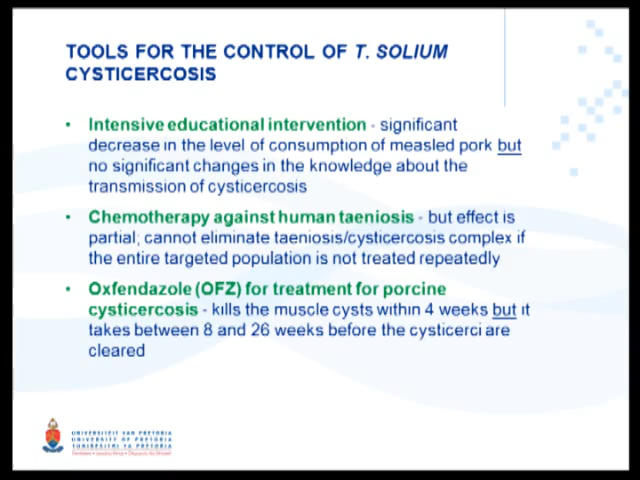 TOOLS FOR THE CONTROL OF T. SOLIUM
CYSTICERCOSIS
• Intensive educational intervention - significant
decrease in the level of consumption of measled pork but
no significant changes in the knowledge about the
transmission of cysticercosis
• Chemotherapy against human taeniosis - but effect is
partial; cannot eliminate taeniosis/cysticercosis complex if
the entire targeted population is not treated repeatedly
• Oxfendazole (OFZ) for treatment for porcine
cysticercosis - kills the muscle cysts within 4 weeks but it
takes between 8 and 26 weeks before the cysticerci are
cleared
UNIVERSITEIT VAN PRETORIA
UNIVERSITY OF PRETORIA
YUNIBESITHI YA PRETORIA